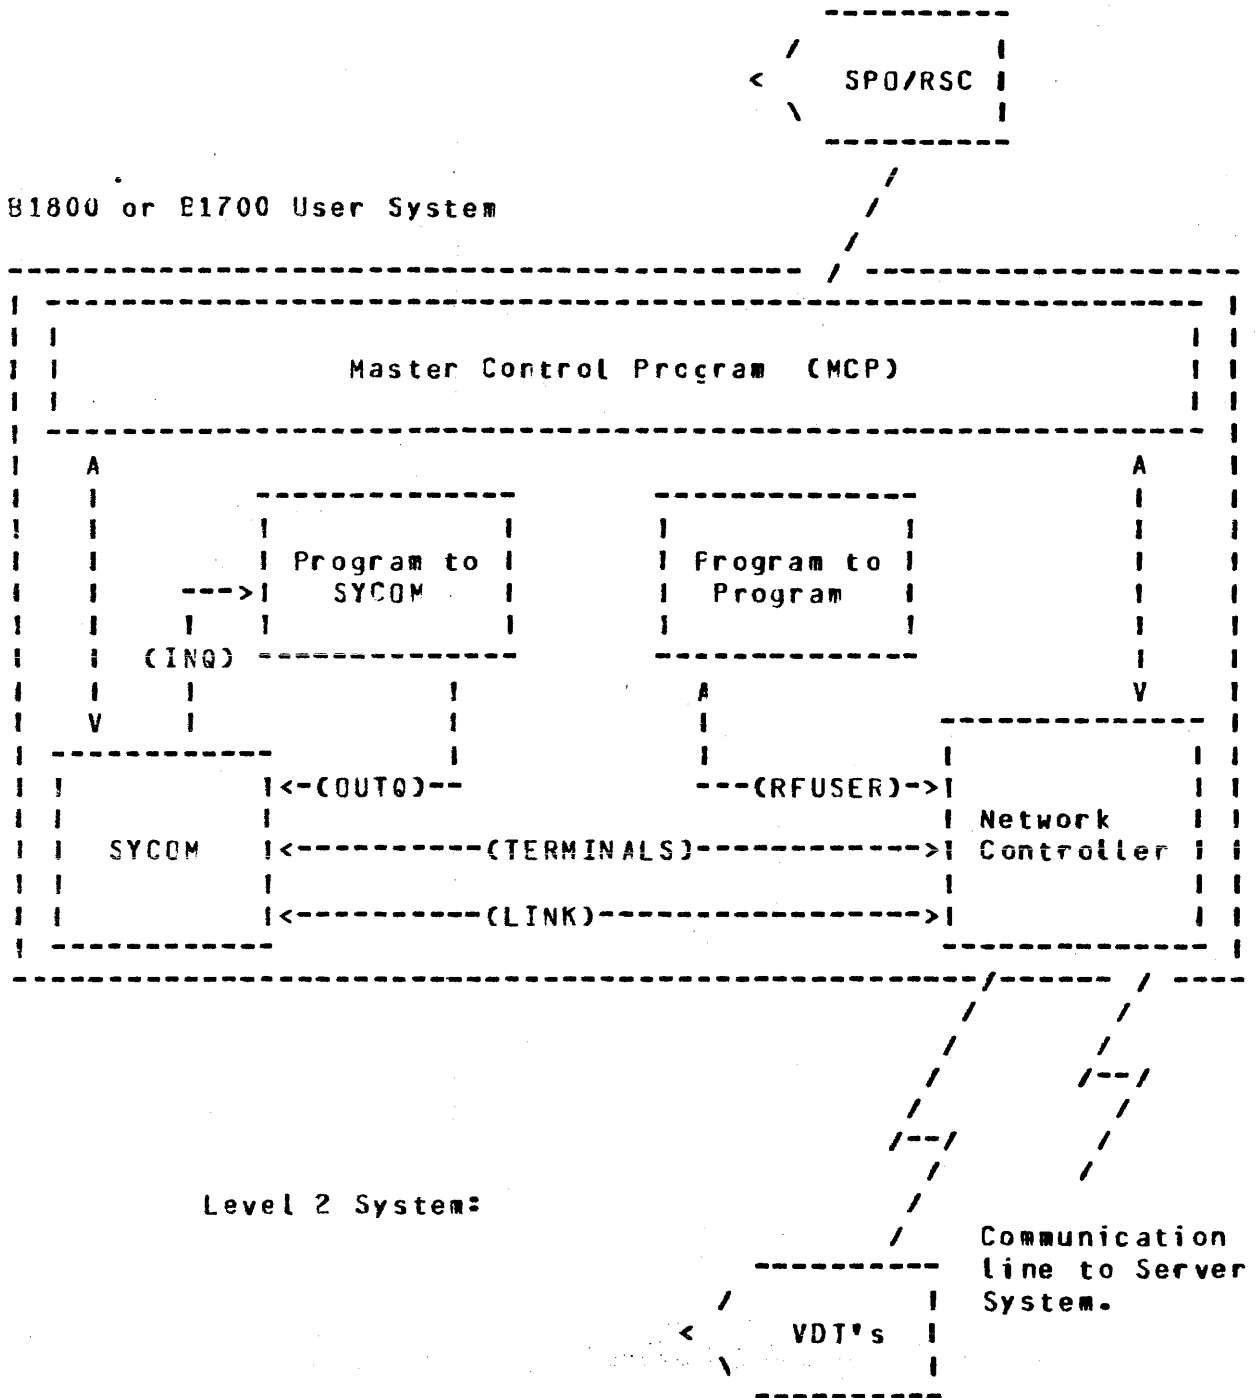 SPO/RSC
B1800 or B1700 User System
Master Control Program (MCP)
Program to
SYCOM
Program to
Program
(INQ)
(OUTQ)
(RFUSER)
SYCOM
(TERMINALS)
Network
Controller
(LINK)
Level 2 System:
Communication
line to Server
System.
VDT's